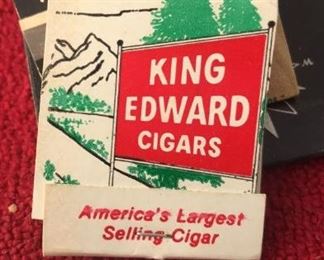 KING
EDWARD
CIGARS
America's Largest
Selling Cigar